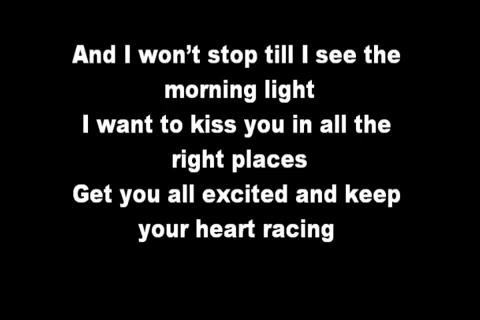 And I won’t stop till I see the
morning light
I want to kiss you in all the
right places
Get you all excited and keep
your heart racing